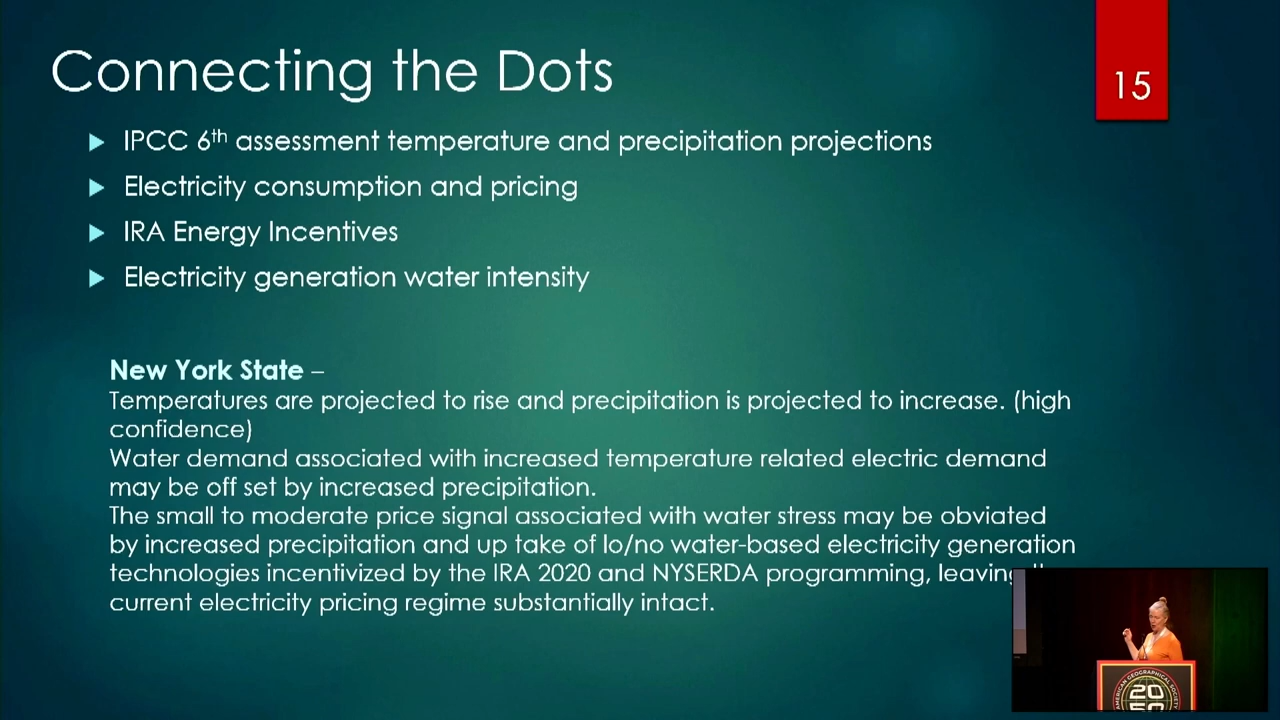 Connecting the Dots
15
IPCC 6th assessment temperature and precipitation projections
Electricity consumption and pricing
IRA Energy Incentives
Electricity generation water intensity
New York State –
Temperatures are projected to rise and precipitation is projected to increase. (high
confidence)
Water demand associated with increased temperature related electric demand
may be off set by increased precipitation.
The small to moderate price signal associated with water stress may be obviated
by increased precipitation and up take of lo/no water-based electricity generation
technologies incentivized by the IRA 2020 and NYSERDA programming, leaving
current electricity pricing regime substantially intact.
AMERICAN GEOGRAPHICAL SOCIETY
20
50